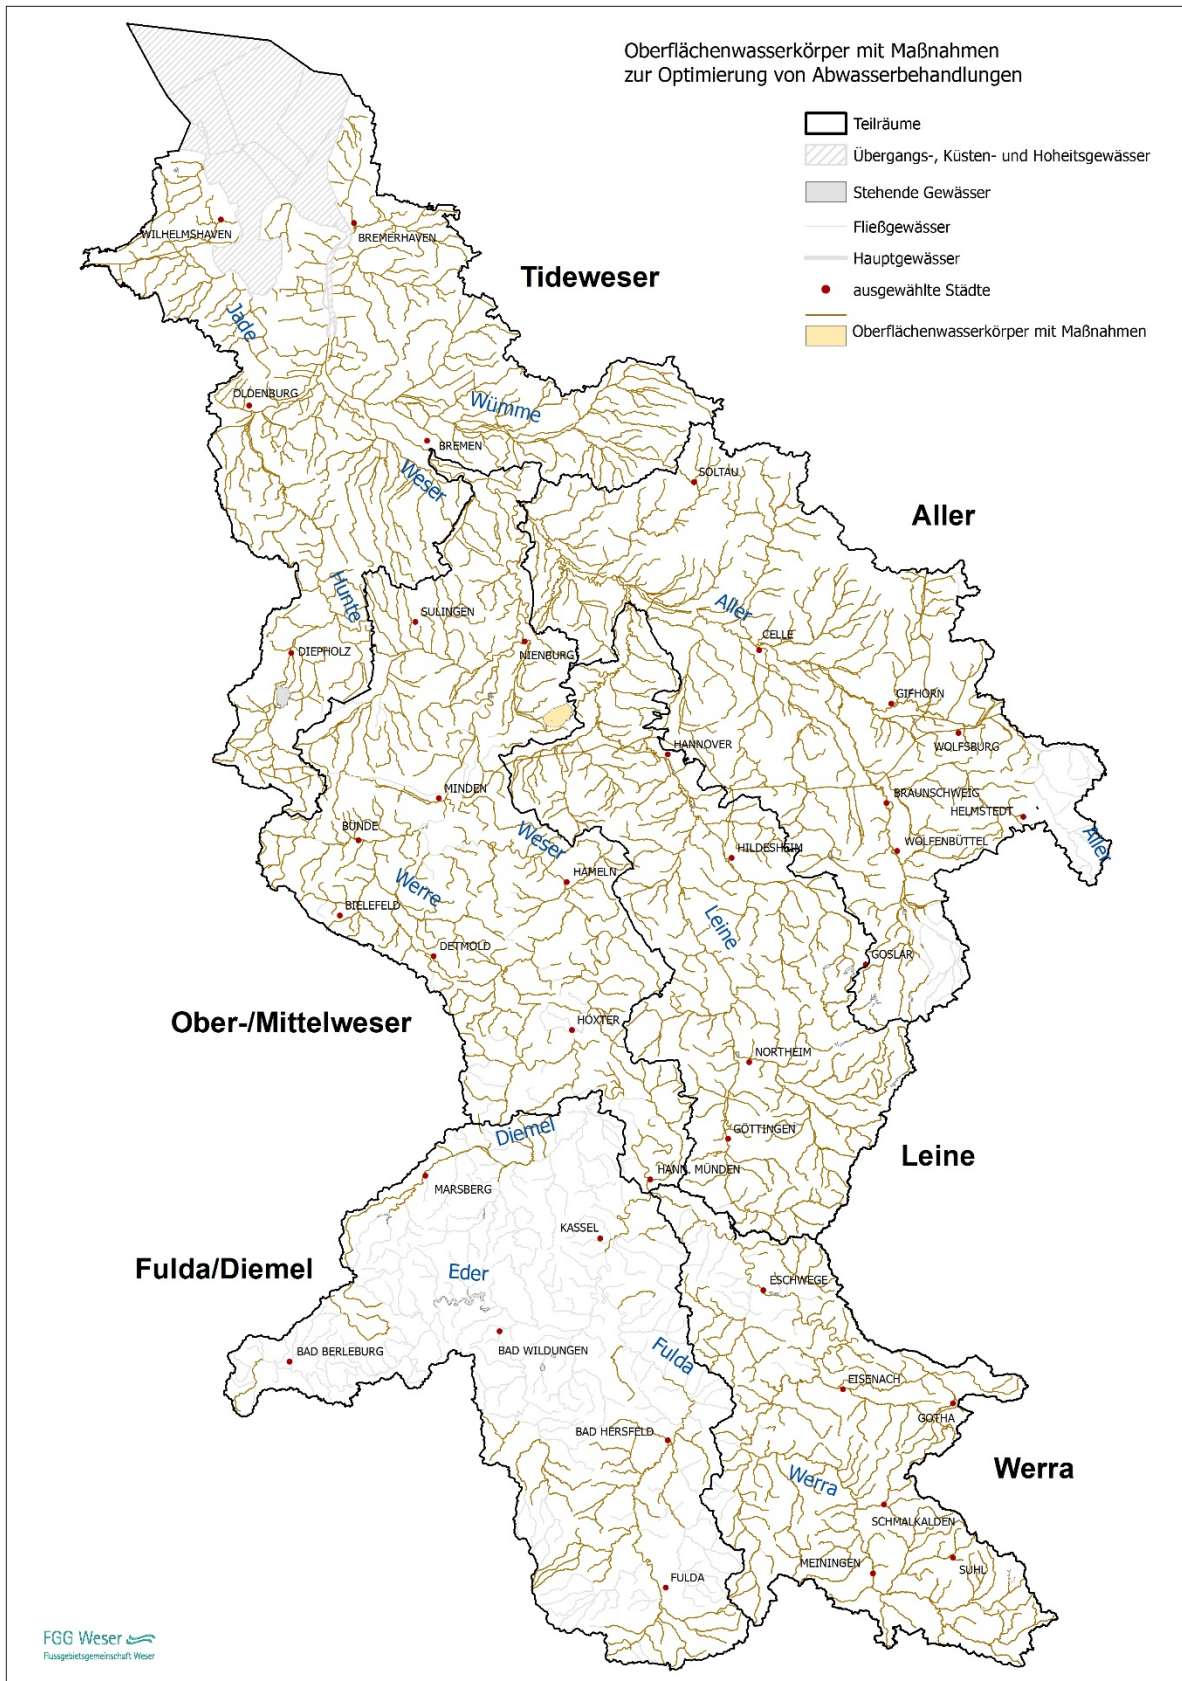 Oberflächenwasserkörper mit Maßnahmen
zur Optimierung von Abwasserbehandlungen
Teilräume
Übergangs-, Küsten- und Hoheitsgewässer
Stehende Gewässer
Fließgewässer
Hauptgewässer
ausgewählte Städte
Oberflächenwasserkörper mit Maßnahmen
WILHELMSHAVEN
BREMERHAVEN
Tideweser
Jade
OLDENBURG
Wümme
BREMEN
Weser
SOLTAU
Aller
Hunte
SULINGEN
Aller
CELLE
DIEPHOLZ
NIENBURG
GIFHORN
WOLFSBURG
HANNOVER
MINDEN
BRAUNSCHWEIG
HELMSTEDT
BÜNDE
Weser
WOLFENBÜTTEL
Aller
HILDESHEIM
HAMELN
Werre
BIELEFELD
Leine
DETMOLD
GOSLAR
Ober-/Mittelweser
HÖXTER
NORTHEIM
Diemel
GÖTTINGEN
Leine
HANN. MÜNDEN
MARSBERG
KASSEL
Fulda/Diemel
Eder
ESCHWEGE
BAD BERLEBURG
BAD WILDUNGEN
Fulda
EISENACH
GOTHA
BAD HERSFELD
Werra
Werra
SCHMALKALDEN
MEININGEN
SUHL
FULDA
FGG Weser
Flussgebietsgemeinschaft Weser